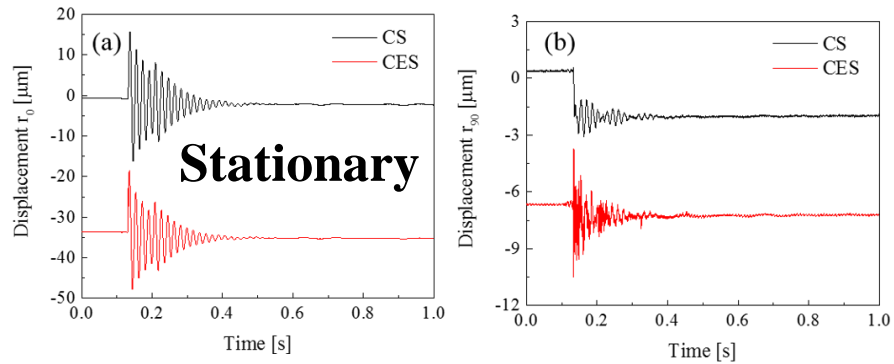 (a)
CS
CES
Stationary
Displacement r₀ [μm]
20
10
0
-10
-20
-30
-40
-50
0.0 0.2 0.4 0.6 0.8 1.0
Time [s]
(b)
CS
CES
Displacement r₉₀ [μm]
3
0
-3
-6
-9
-12
0.0 0.2 0.4 0.6 0.8 1.0
Time [s]